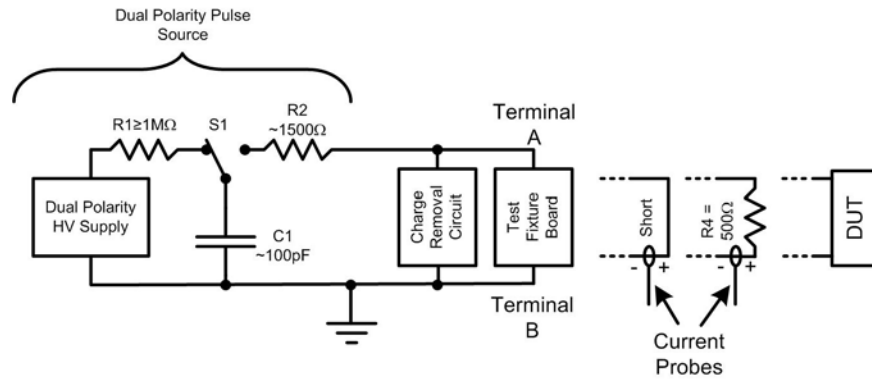 Dual Polarity Pulse
Source
R1≥1MΩ
S1
R2
~1500Ω
Terminal
A
Dual Polarity
HV Supply
C1
~100pF
Charge
Removal
Circuit
Test
Fixture
Board
Short
- +
R4 =
500Ω
- +
DUT
Terminal
B
Current
Probes